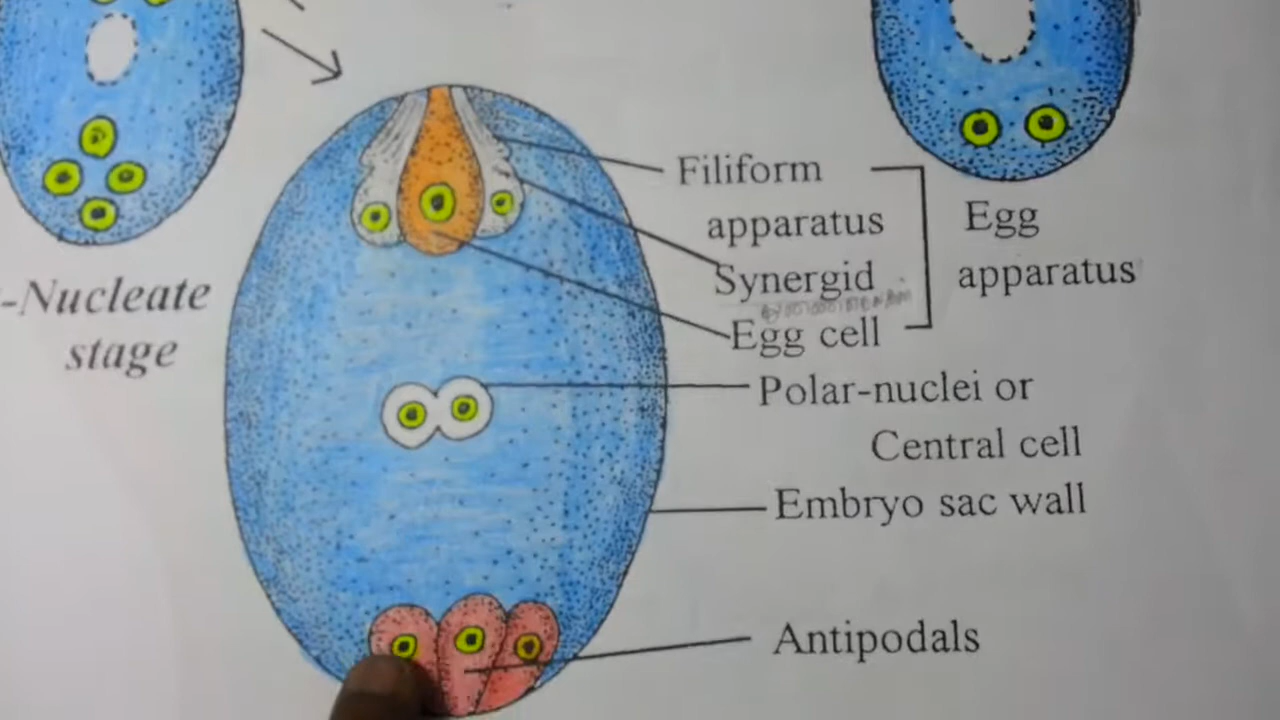 Filiform
apparatus
Synergid
Egg cell
Egg
apparatus
-Nucleate
stage
Polar-nuclei or
Central cell
Embryo sac wall
Antipodals